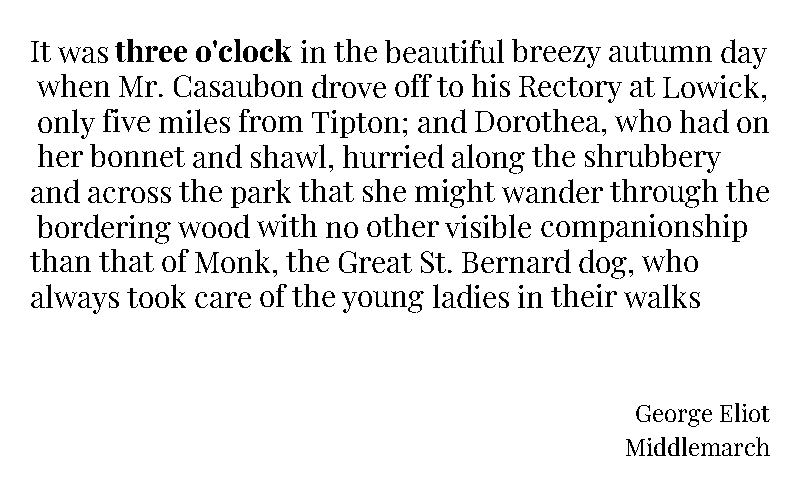 It was three o'clock in the beautiful breezy autumn day
when Mr. Casaubon drove off to his Rectory at Lowick,
only five miles from Tipton; and Dorothea, who had on
her bonnet and shawl, hurried along the shrubbery
and across the park that she might wander through the
bordering wood with no other visible companionship
than that of Monk, the Great St. Bernard dog, who
always took care of the young ladies in their walks
George Eliot
Middlemarch